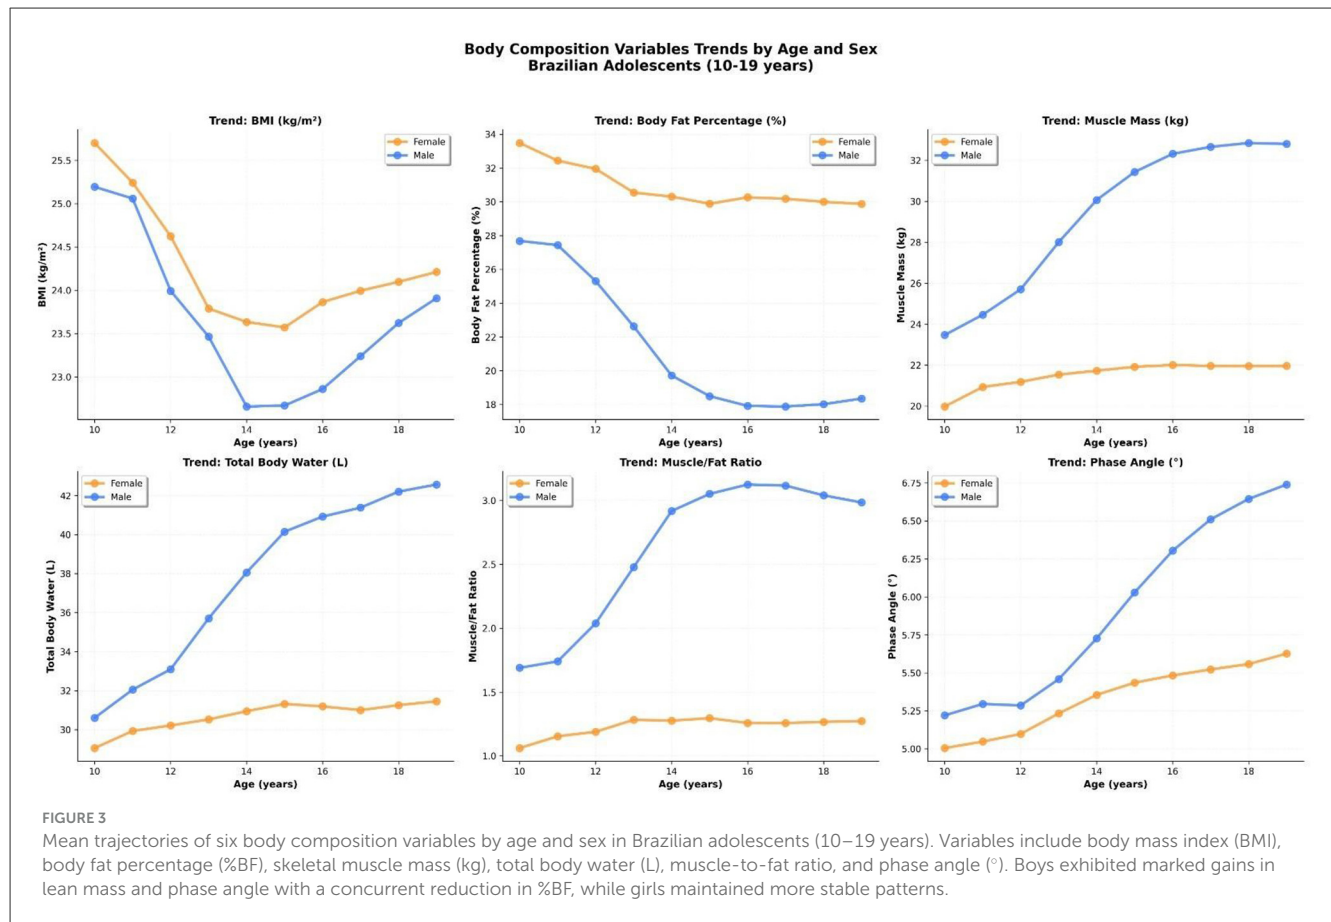 Body Composition Variables Trends by Age and Sex
Brazilian Adolescents (10-19 years)
Trend: BMI (kg/m²)
Female
Male
25.5
25.0
24.5
24.0
23.5
23.0
BMI (kg/m²)
10 12 14 16 18
Age (years)
Trend: Body Fat Percentage (%)
Female
Male
34
32
30
28
26
24
22
20
18
Body Fat Percentage (%)
10 12 14 16 18
Age (years)
Trend: Muscle Mass (kg)
Female
Male
32
30
28
26
24
22
20
Muscle Mass (kg)
10 12 14 16 18
Age (years)
Trend: Total Body Water (L)
Female
Male
42
40
38
36
34
32
30
Total Body Water (L)
10 12 14 16 18
Age (years)
Trend: Muscle/Fat Ratio
Female
Male
3.0
2.5
2.0
1.5
1.0
Muscle/Fat Ratio
10 12 14 16 18
Age (years)
Trend: Phase Angle (°)
Female
Male
6.75
6.50
6.25
6.00
5.75
5.50
5.25
5.00
Phase Angle (°)
10 12 14 16 18
Age (years)
FIGURE 3
Mean trajectories of six body composition variables by age and sex in Brazilian adolescents (10–19 years). Variables include body mass index (BMI),
body fat percentage (%BF), skeletal muscle mass (kg), total body water (L), muscle-to-fat ratio, and phase angle (°). Boys exhibited marked gains in
lean mass and phase angle with a concurrent reduction in %BF, while girls maintained more stable patterns.